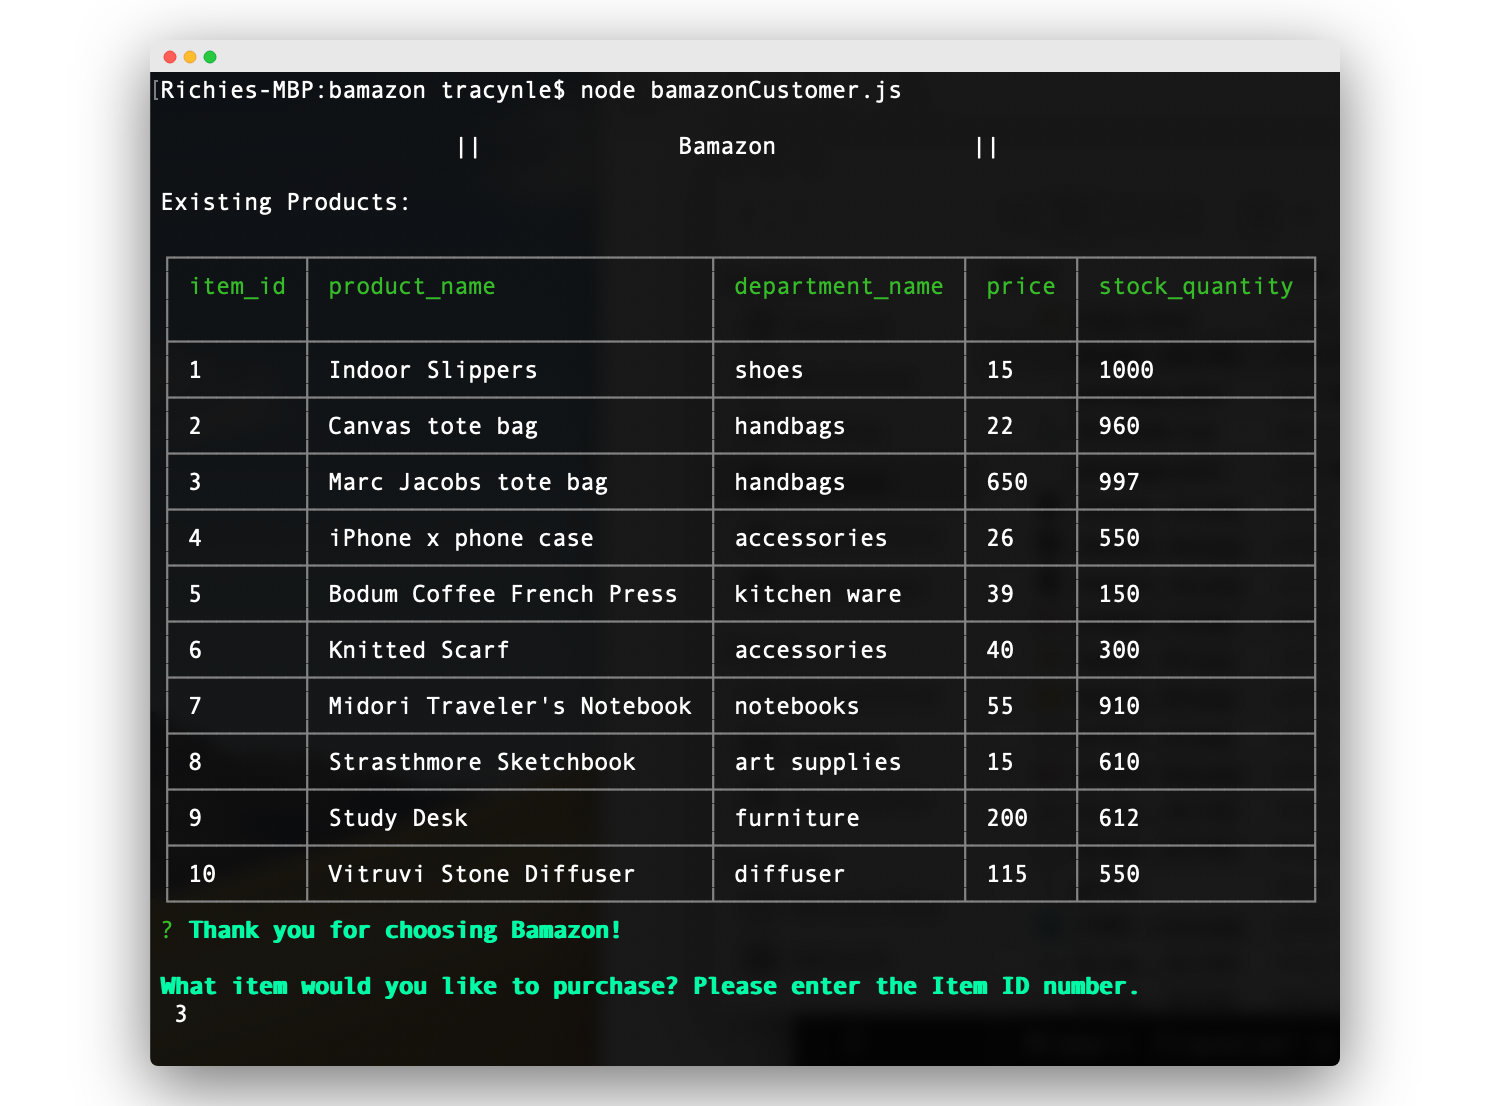 [Richies-MBP:bamazon tracynle$ node bamazonCustomer.js
|| Bamazon ||
Existing Products:
item_id product_name department_name price stock_quantity
1 Indoor Slippers shoes 15 1000
2 Canvas tote bag handbags 22 960
3 Marc Jacobs tote bag handbags 650 997
4 iPhone x phone case accessories 26 550
5 Bodum Coffee French Press kitchen ware 39 150
6 Knitted Scarf accessories 40 300
7 Midori Traveler's Notebook notebooks 55 910
8 Strasthmore Sketchbook art supplies 15 610
9 Study Desk furniture 200 612
10 Vitruvi Stone Diffuser diffuser 115 550
? Thank you for choosing Bamazon!
What item would you like to purchase? Please enter the Item ID number.
3